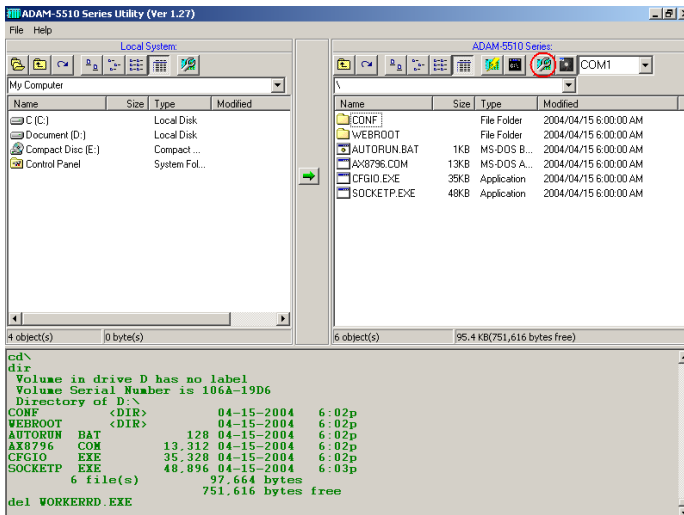 ADAM-5510 Series Utility (Ver 1.27)
File Help
Local System:
ADAM-5510 Series:
COM1
My Computer
\
Name Size Type Modified
C (C:) Local Disk
Document (D:) Local Disk
Compact Disc (E:) Compact ...
Control Panel System Fol...
Name Size Type Modified
CONF File Folder 2004/04/15 6:00:00 AM
WEBROOT File Folder 2004/04/15 6:00:00 AM
AUTORUN.BAT 1KB MS-DOS B... 2004/04/15 6:00:00 AM
AX8796.COM 13KB MS-DOS A... 2004/04/15 6:00:00 AM
CFGIO.EXE 35KB Application 2004/04/15 6:00:00 AM
SOCKETP.EXE 48KB Application 2004/04/15 6:00:00 AM
4 object(s) 0 byte(s)
6 object(s) 95.4 KB(751,616 bytes free)
cd\
dir
Volume in drive D has no label
Volume Serial Number is 106A-19D6
Directory of D:\
CONF <DIR> 04-15-2004 6:02p
WEBROOT <DIR> 04-15-2004 6:02p
AUTORUN BAT 128 04-15-2004 6:02p
AX8796 COM 13,312 04-15-2004 6:02p
CFGIO EXE 35,328 04-15-2004 6:02p
SOCKETP EXE 48,896 04-15-2004 6:03p
6 file(s) 97,664 bytes
751,616 bytes free
del WORKERRD.EXE